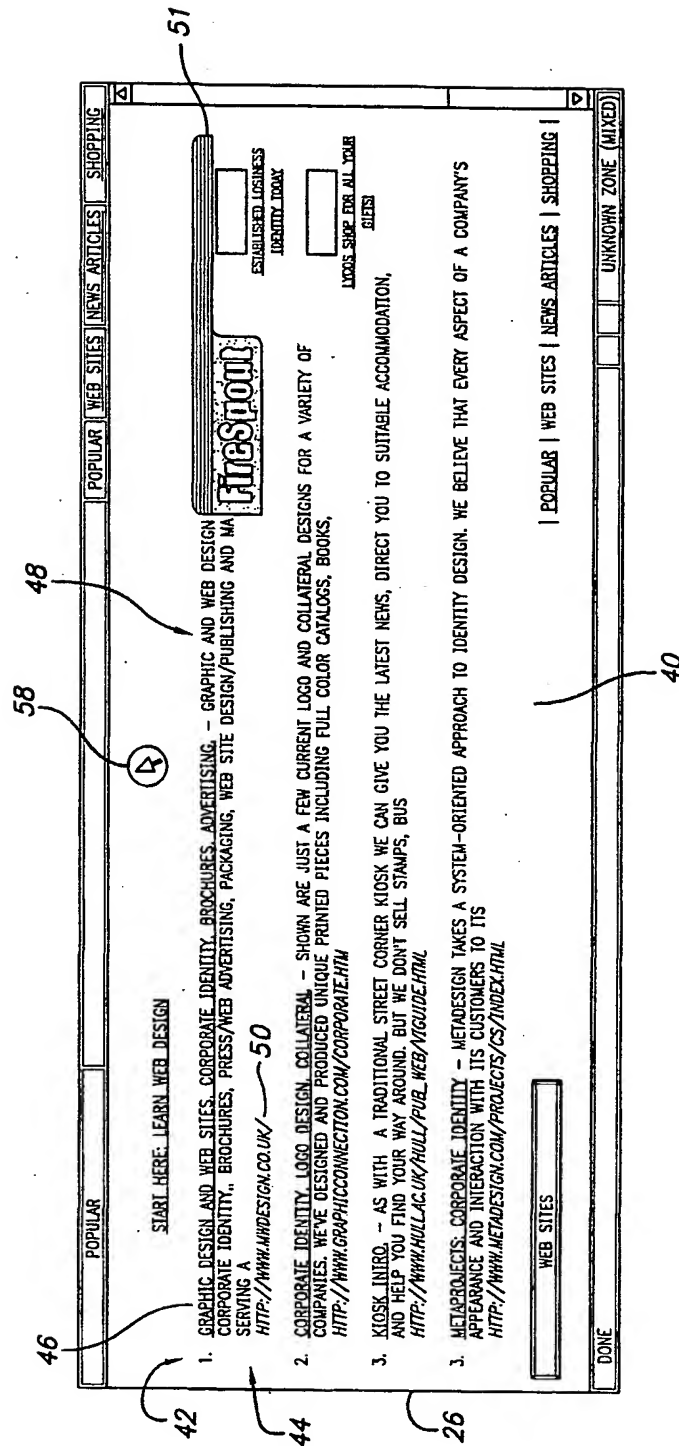 58
48
51
POPULAR
POPULAR | WEB SITES | NEWS ARTICLES | SHOPPING
46
START HERE: LEARN WEB DESIGN
42
1. GRAPHIC DESIGN AND WEB SITES, CORPORATE IDENTITY, BROCHURES, ADVERTISING, - GRAPHIC AND WEB DESIGN
CORPORATE IDENTITY,, BROCHURES, PRESS/WEB ADVERTISING, PACKAGING, WEB SITE DESIGN/PUBLISHING AND MA
SERVING A
HTTP://WWW.MWDESIGN.CO.UK/
50
44
FireSpout
ESTABLISHED LOSINESS
IDENTITY TODAY
2. CORPORATE IDENTITY, LOGO DESIGN, COLLATERAL - SHOWN ARE JUST A FEW CURRENT LOGO AND COLLATERAL DESIGNS FOR A VARIETY OF
COMPANIES. WE'VE DESIGNED AND PRODUCED UNIQUE PRINTED PIECES INCLUDING FULL COLOR CATALOGS, BOOKS,
HTTP://WWW.GRAPHICCONNECITION.COM/CORPORATE.HTM
LYCOS SHOP FOR ALL YOUR
GIFTS!
3. KIOSK INTRO, - AS WITH A TRADITIONAL STREET CORNER KIOSK WE CAN GIVE YOU THE LATEST NEWS, DIRECT YOU TO SUITABLE ACCOMMODATION,
AND HELP YOU FIND YOUR WAY AROUND. BUT WE DON'T SELL STAMPS, BUS
HTTP://WWW.HULLAC.UK/HULL/PUB_WEB/VIGUIDE.HTML
3. METAPROJECTS: CORPORATE IDENTITY - METADESIGN TAKES A SYSTEM-ORIENTED APPROACH TO IDENTITY DESIGN. WE BELIEVE THAT EVERY ASPECT OF A COMPANY'S
APPEARANCE AND INTERACTION WITH ITS CUSTOMERS TO ITS
HTTP://WWW.METADESIGN.COM/PROJECTS/CS/INDEX.HTML
26
WEB SITES
| POPULAR | WEB SITES | NEWS ARTICLES | SHOPPING |
DONE
UNKNOWN ZONE (MIXED)
40